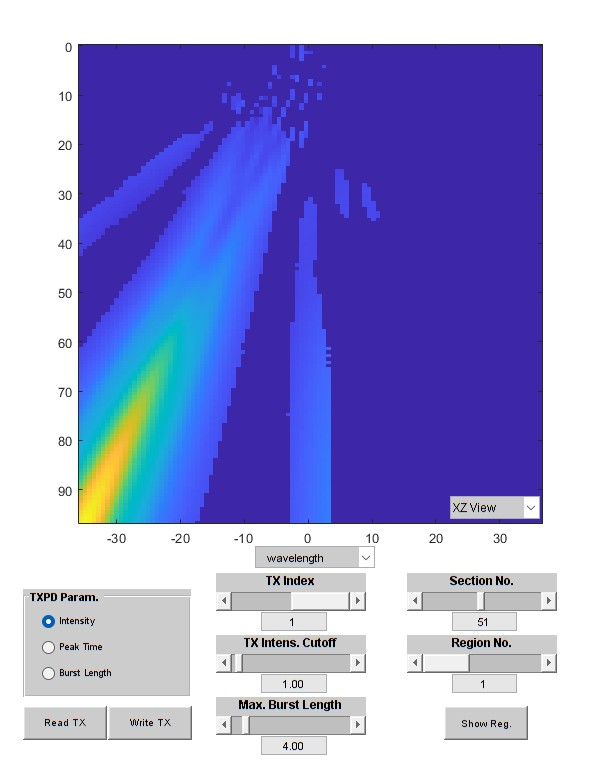 0
10
20
30
40
50
60
70
80
90
-30 -20 -10 0 10 20 30
XZ View
wavelength
TXPD Param.
Intensity
Peak Time
Burst Length
Read TX Write TX
TX Index
1
TX Intens. Cutoff
1.00
Max. Burst Length
4.00
Section No.
51
Region No.
1
Show Reg.